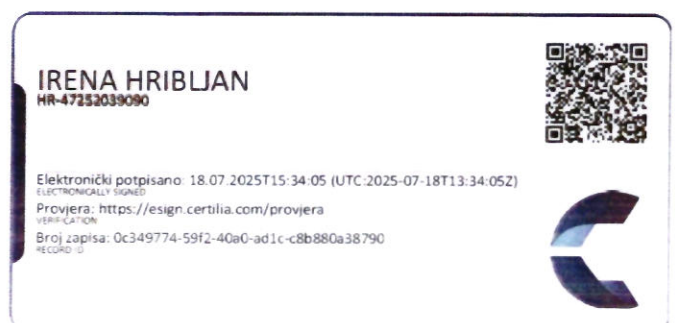 IRENA HRIBLJAN
HR-47252039090
Elektronički potpisano: 18.07.2025T15:34:05 (UTC:2025-07-18T13:34:05Z)
ELECTRONICALLY SIGNED
Provjera: https://esign.certilia.com/provjera
VERIFICATION
Broj zapisa: 0c349774-59f2-40a0-ad1c-c8b880a38790
RECORD ID